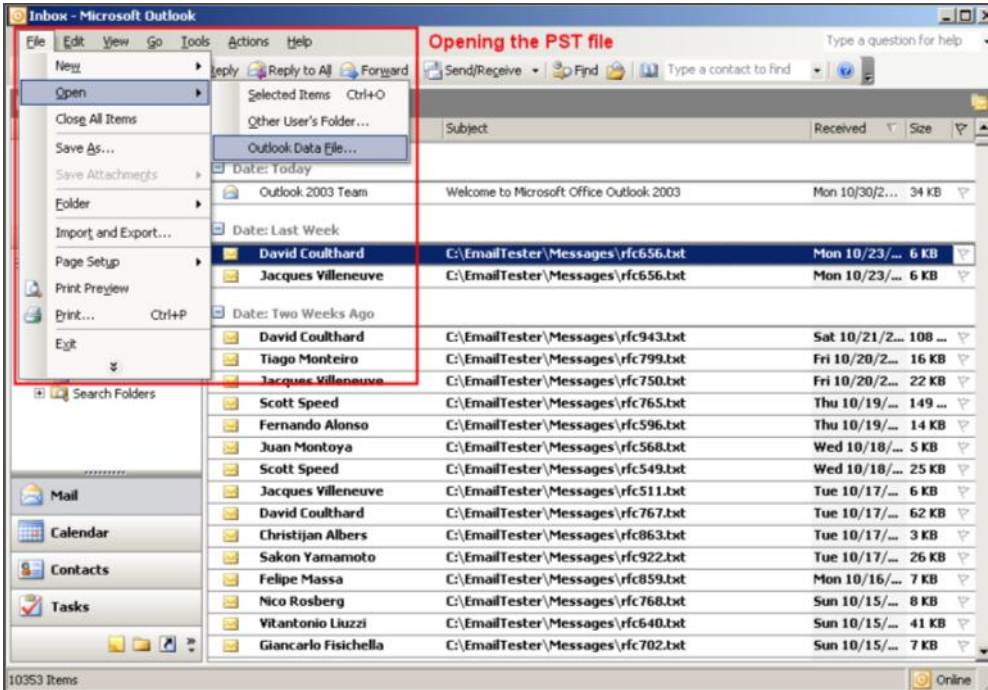 Inbox - Microsoft Outlook
File Edit View Go Tools Actions Help
Opening the PST file
Type a question for help
Reply Reply to All Forward Send/Receive Find Type a contact to find
New
Open
Close All Items
Save As...
Save Attachments
Folder
Import and Export...
Page Setup
Print Preview
Print... Ctrl+P
Exit
Selected Items Ctrl+O
Other User's Folder...
Outlook Data File...
Subject Received Size
Date: Today
Outlook 2003 Team Welcome to Microsoft Office Outlook 2003 Mon 10/30/2... 34 KB
Date: Last Week
David Coulthard C:\EmailTester\Messages\rfc656.txt Mon 10/23/... 6 KB
Jacques Villeneuve C:\EmailTester\Messages\rfc656.txt Mon 10/23/... 6 KB
Date: Two Weeks Ago
David Coulthard C:\EmailTester\Messages\rfc943.txt Sat 10/21/2... 108 ...
Tiago Monteiro C:\EmailTester\Messages\rfc799.txt Fri 10/20/2... 16 KB
Jacques Villeneuve C:\EmailTester\Messages\rfc750.txt Fri 10/20/2... 22 KB
Scott Speed C:\EmailTester\Messages\rfc765.txt Thu 10/19/... 149 ...
Fernando Alonso C:\EmailTester\Messages\rfc596.txt Thu 10/19/... 14 KB
Juan Montoya C:\EmailTester\Messages\rfc568.txt Wed 10/18/... 5 KB
Scott Speed C:\EmailTester\Messages\rfc549.txt Wed 10/18/... 25 KB
Jacques Villeneuve C:\EmailTester\Messages\rfc511.txt Tue 10/17/... 6 KB
David Coulthard C:\EmailTester\Messages\rfc767.txt Tue 10/17/... 62 KB
Christijan Albers C:\EmailTester\Messages\rfc863.txt Tue 10/17/... 3 KB
Sakon Yamamoto C:\EmailTester\Messages\rfc922.txt Tue 10/17/... 26 KB
Felipe Massa C:\EmailTester\Messages\rfc859.txt Mon 10/16/... 7 KB
Nico Rosberg C:\EmailTester\Messages\rfc768.txt Sun 10/15/... 8 KB
Vitantonio Liuzzi C:\EmailTester\Messages\rfc640.txt Sun 10/15/... 41 KB
Giancarlo Fisichella C:\EmailTester\Messages\rfc702.txt Sun 10/15/... 7 KB
Search Folders
Mail
Calendar
Contacts
Tasks
10353 Items
Online